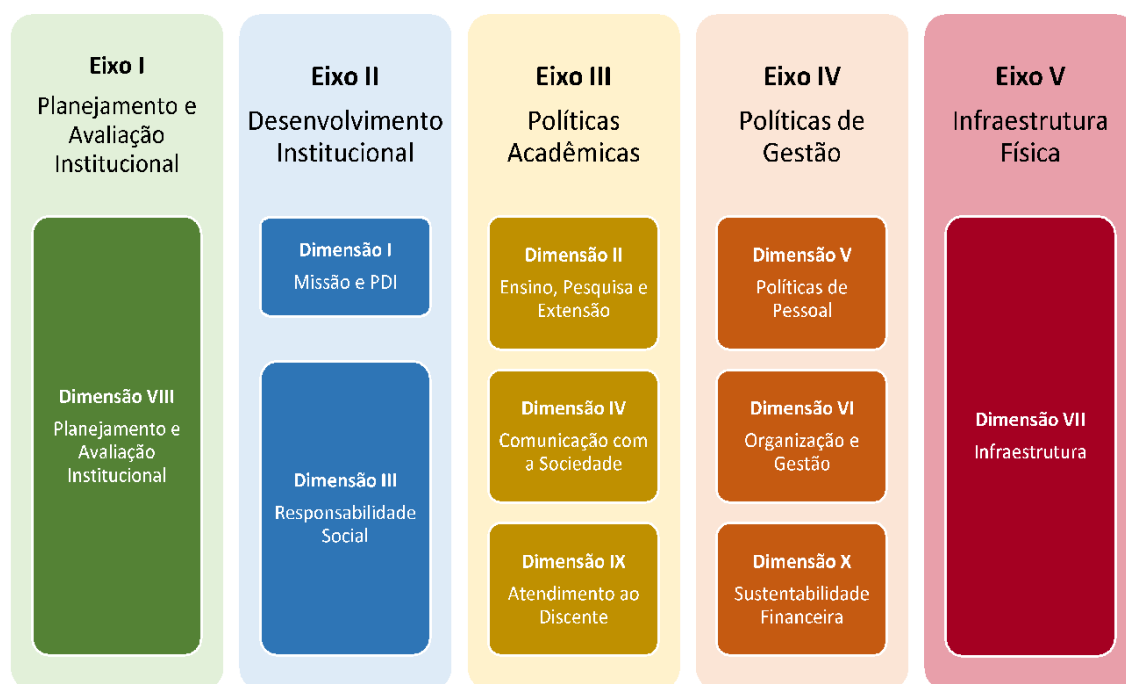 Eixo I
Planejamento e
Avaliação
Institucional
Dimensão VIII
Planejamento e
Avaliação
Institucional
Eixo II
Desenvolvimento
Institucional
Dimensão I
Missão e PDI
Dimensão III
Responsabilidade
Social
Eixo III
Políticas
Acadêmicas
Dimensão II
Ensino, Pesquisa e
Extensão
Dimensão IV
Comunicação com
a Sociedade
Dimensão IX
Atendimento ao
Discente
Eixo IV
Políticas de
Gestão
Dimensão V
Políticas de
Pessoal
Dimensão VI
Organização e
Gestão
Dimensão X
Sustentabilidade
Financeira
Eixo V
Infraestrutura
Física
Dimensão VII
Infraestrutura